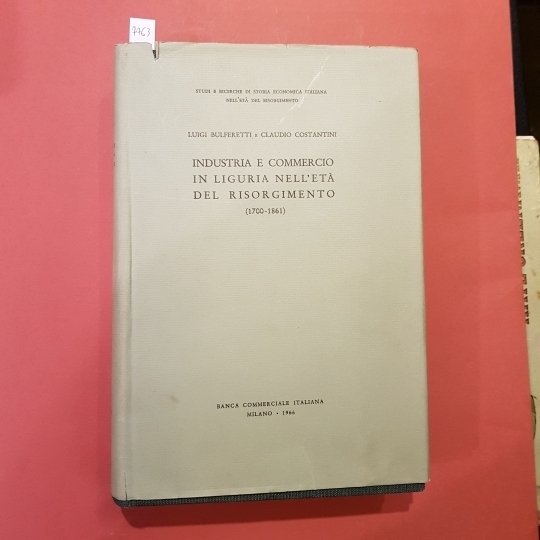 7763
STUDI E RICERCHE DI STORIA ECONOMICA ITALIANA
NELL'ETÀ DEL RISORGIMENTO
LUIGI BULFERETTI e CLAUDIO COSTANTINI
INDUSTRIA E COMMERCIO
IN LIGURIA NELL'ETÀ
DEL RISORGIMENTO
(1700-1861)
BANCA COMMERCIALE ITALIANA
MILANO • 1966